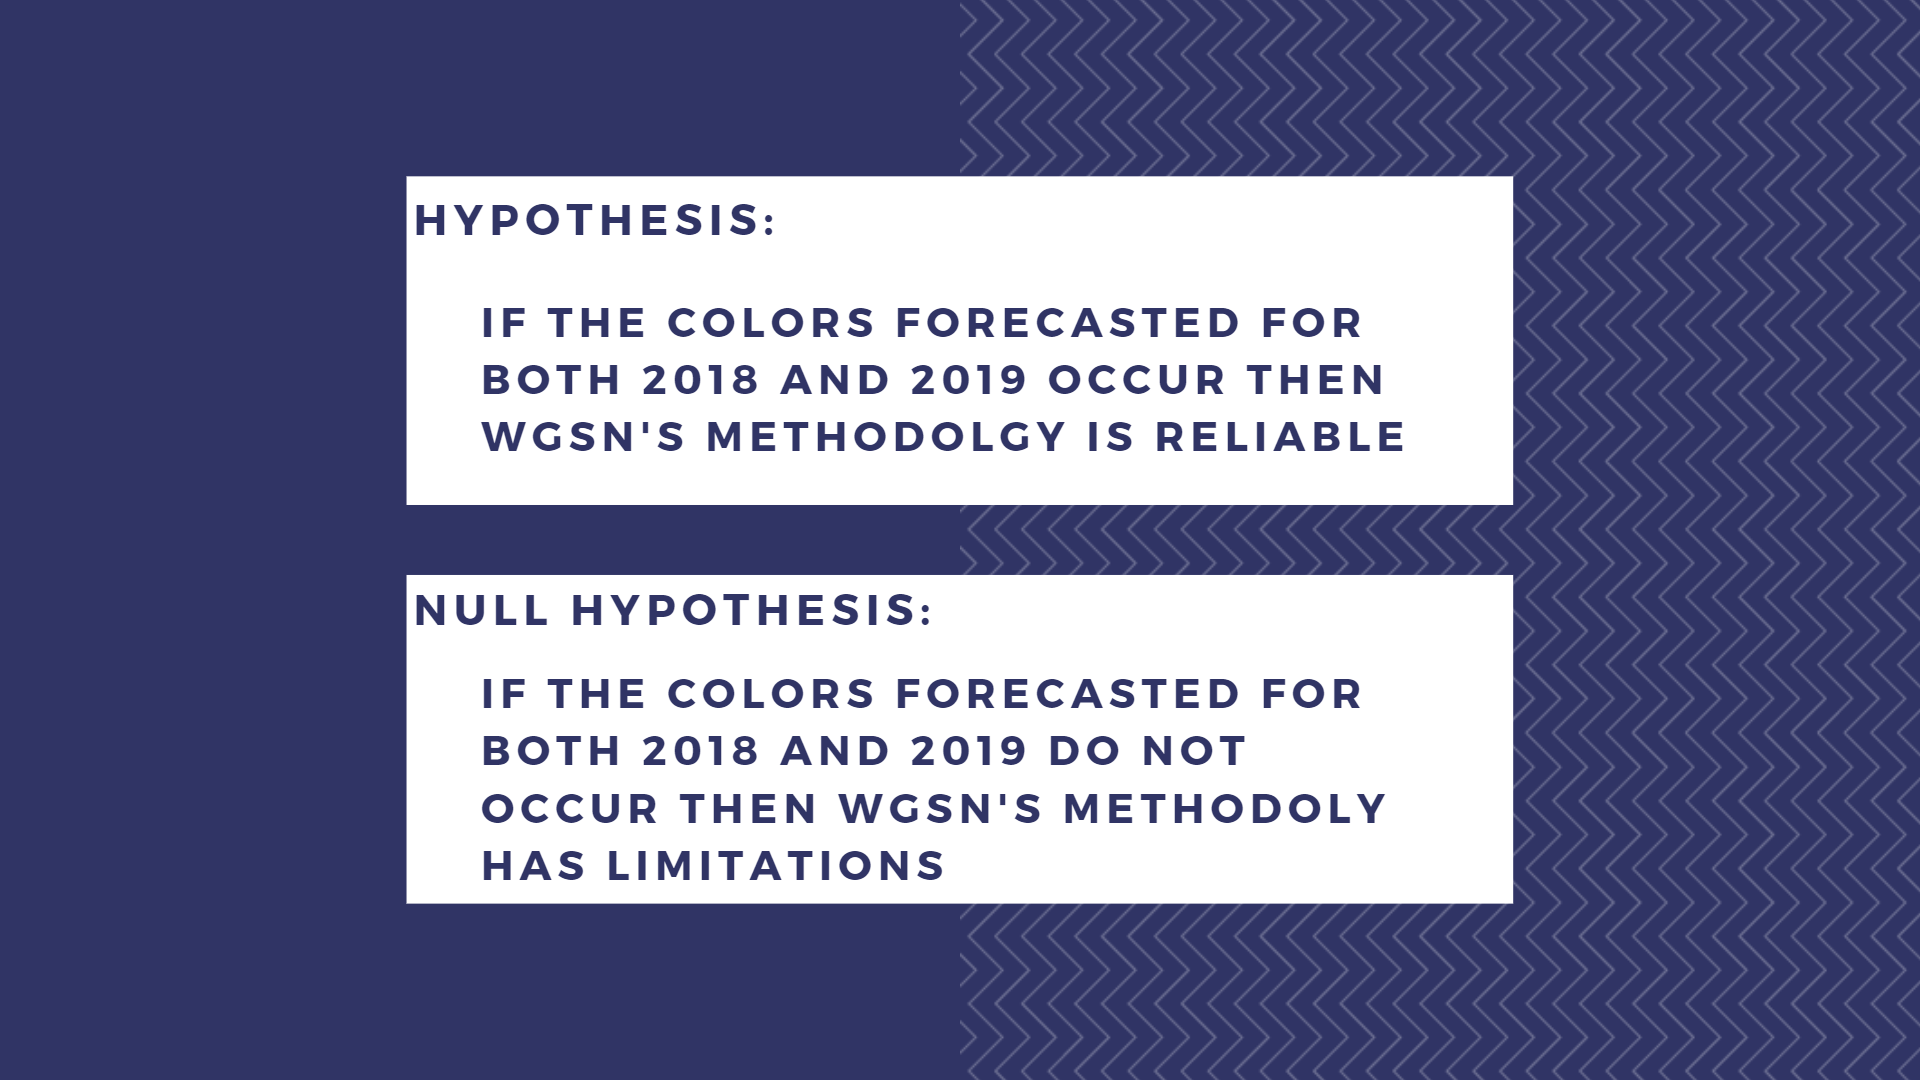 HYPOTHESIS:
IF THE COLORS FORECASTED FOR
BOTH 2018 AND 2019 OCCUR THEN
WGSN'S METHODOLGY IS RELIABLE
NULL HYPOTHESIS:
IF THE COLORS FORECASTED FOR
BOTH 2018 AND 2019 DO NOT
OCCUR THEN WGSN'S METHODOLY
HAS LIMITATIONS